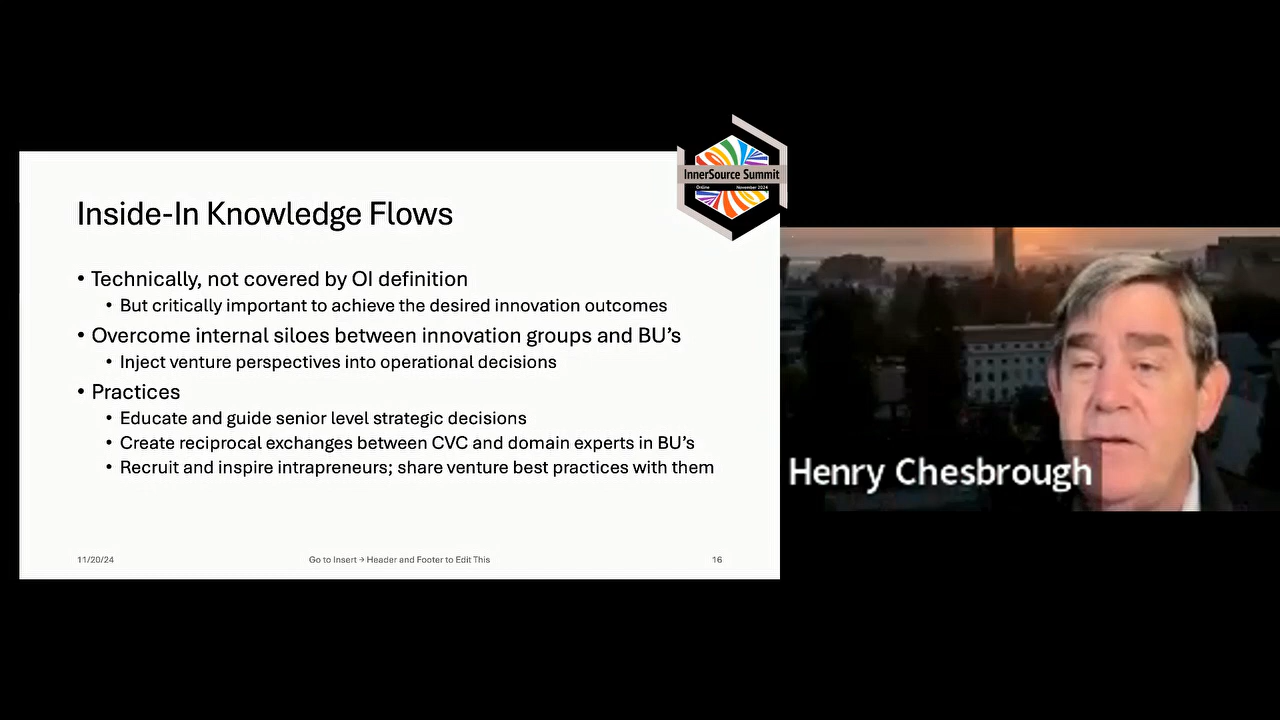 InnerSource Summit
Online November 2024
Inside-In Knowledge Flows
• Technically, not covered by OI definition
• But critically important to achieve the desired innovation outcomes
• Overcome internal siloes between innovation groups and BU’s
• Inject venture perspectives into operational decisions
• Practices
• Educate and guide senior level strategic decisions
• Create reciprocal exchanges between CVC and domain experts in BU’s
• Recruit and inspire intrapreneurs; share venture best practices with them
11/20/24 Go to Insert → Header and Footer to Edit This 16
Henry Chesbrough